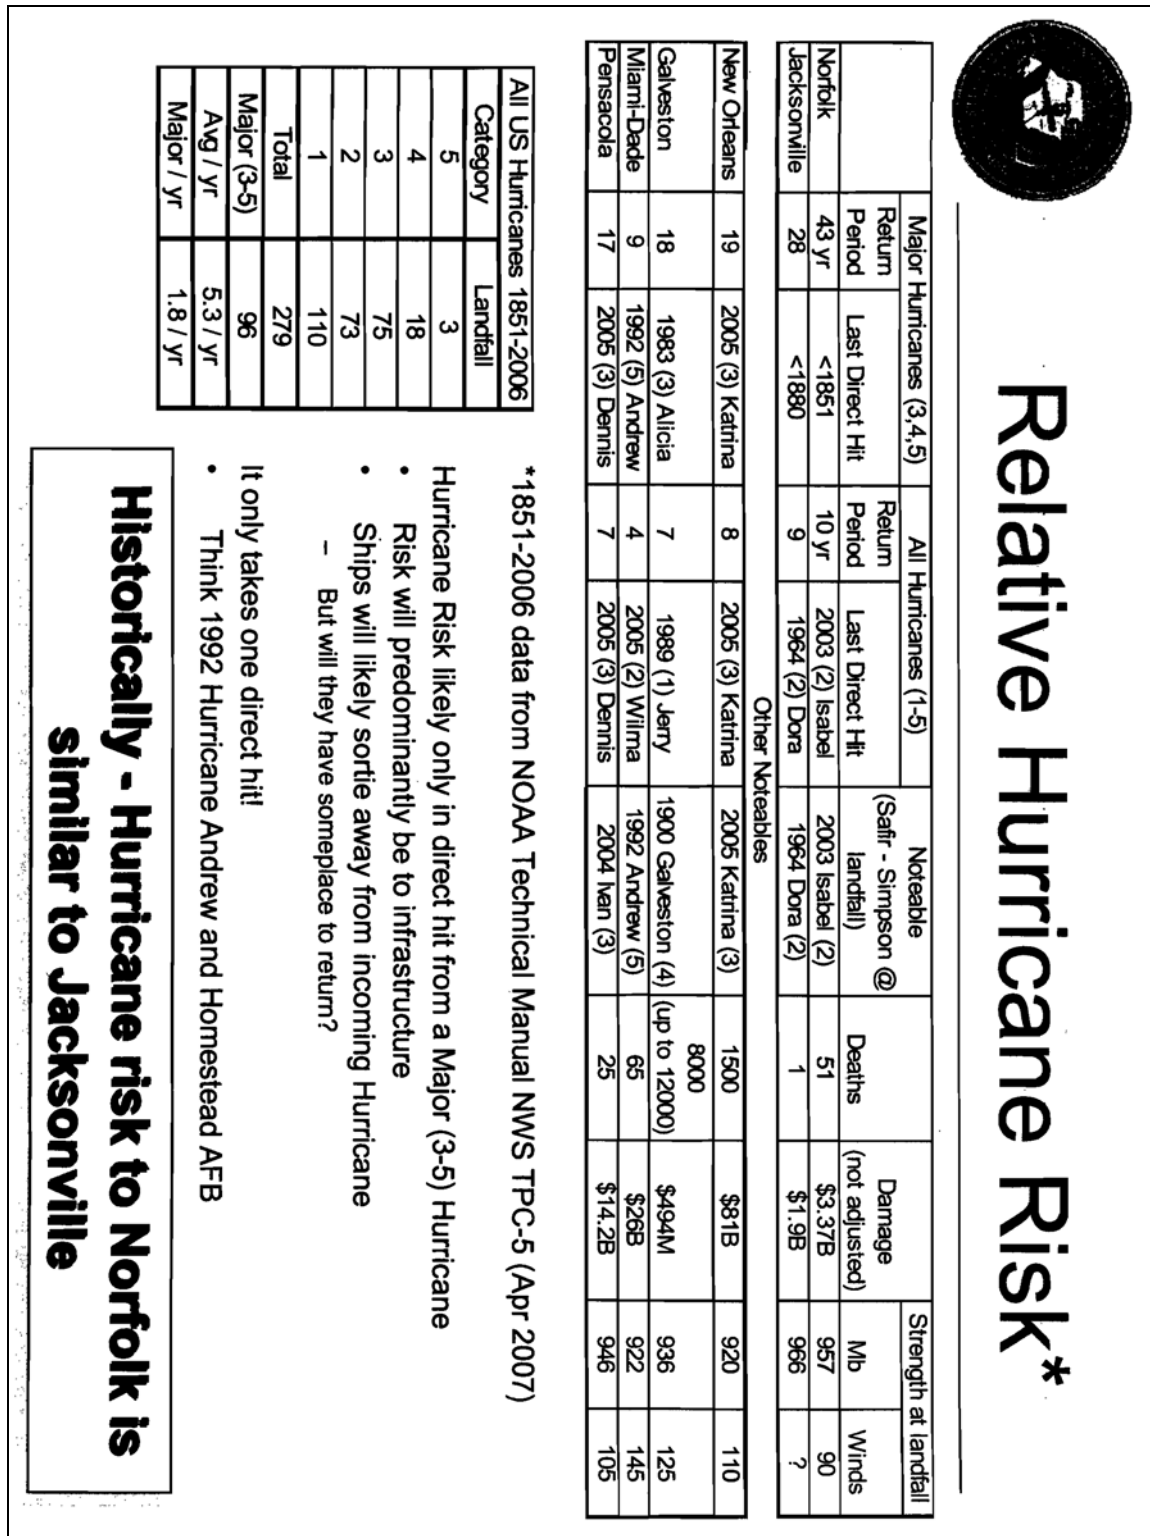 Relative Hurricane Risk*
Major Hurricanes (3,4,5) All Hurricanes (1-5) Noteable (Safir - Simpson @ landfall) Deaths Damage (not adjusted) Strength at landfall
Return Period Last Direct Hit Return Period Last Direct Hit Mb Winds
Norfolk 43 yr <1851 10 yr 2003 (2) Isabel 2003 Isabel (2) 51 $3.37B 957 90
Jacksonville 28 <1880 9 1964 (2) Dora 1964 Dora (2) 1 $1.9B 966 ?
Other Noteables
New Orleans 19 2005 (3) Katrina 8 2005 (3) Katrina 2005 Katrina (3) 1500 $81B 920 110
Galveston 18 1983 (3) Alicia 7 1989 (1) Jerry 1900 Galveston (4) 8000 (up to 12000) $494M 936 125
Miami-Dade 9 1992 (5) Andrew 4 2005 (2) Wilma 1992 Andrew (5) 65 $26B 922 145
Pensacola 17 2005 (3) Dennis 7 2005 (3) Dennis 2004 Ivan (3) 25 $14.2B 946 105
All US Hurricanes 1851-2006
Category Landfall
5 3
4 18
3 75
2 73
1 110
Total 279
Major (3-5) 96
Avg / yr 5.3 / yr
Major / yr 1.8 / yr
*1851-2006 data from NOAA Technical Manual NWS TPC-5 (Apr 2007)
Hurricane Risk likely only in direct hit from a Major (3-5) Hurricane
• Risk will predominantly be to infrastructure
• Ships will likely sortie away from incoming Hurricane
– But will they have someplace to return?
It only takes one direct hit!
• Think 1992 Hurricane Andrew and Homestead AFB
Historically - Hurricane risk to Norfolk is
similar to Jacksonville